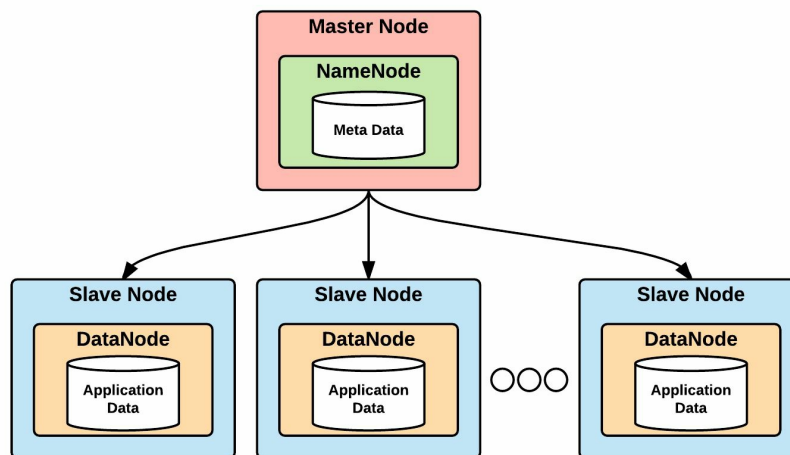 Master Node
NameNode
Meta Data
Slave Node
DataNode
Application
Data
Slave Node
DataNode
Application
Data
Slave Node
DataNode
Application
Data